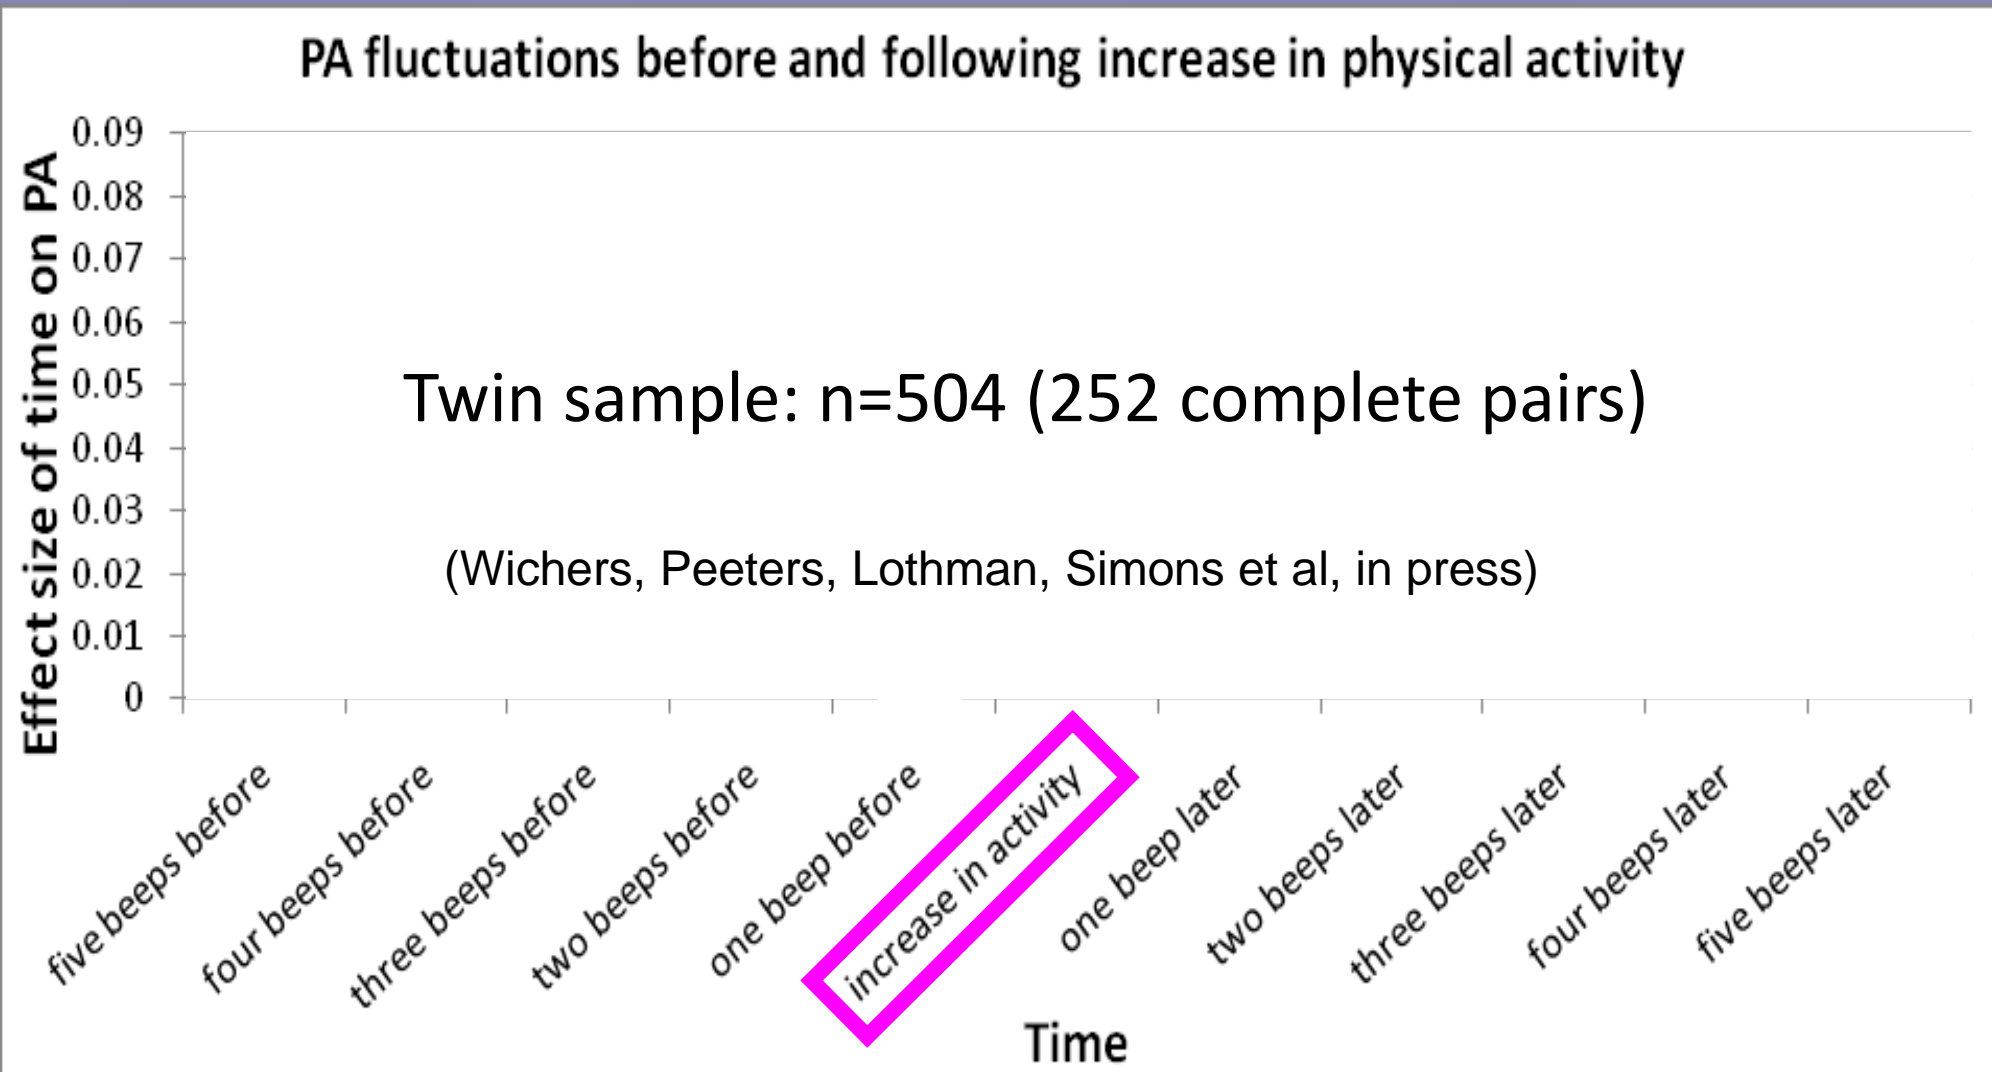 PA fluctuations before and following increase in physical activity
Effect size of time on PA
0.09
0.08
0.07
0.06
0.05
0.04
0.03
0.02
0.01
0
Twin sample: n=504 (252 complete pairs)
(Wichers, Peeters, Lothman, Simons et al, in press)
five beeps before
four beeps before
three beeps before
two beeps before
one beep before
increase in activity
one beep later
two beeps later
three beeps later
four beeps later
five beeps later
Time